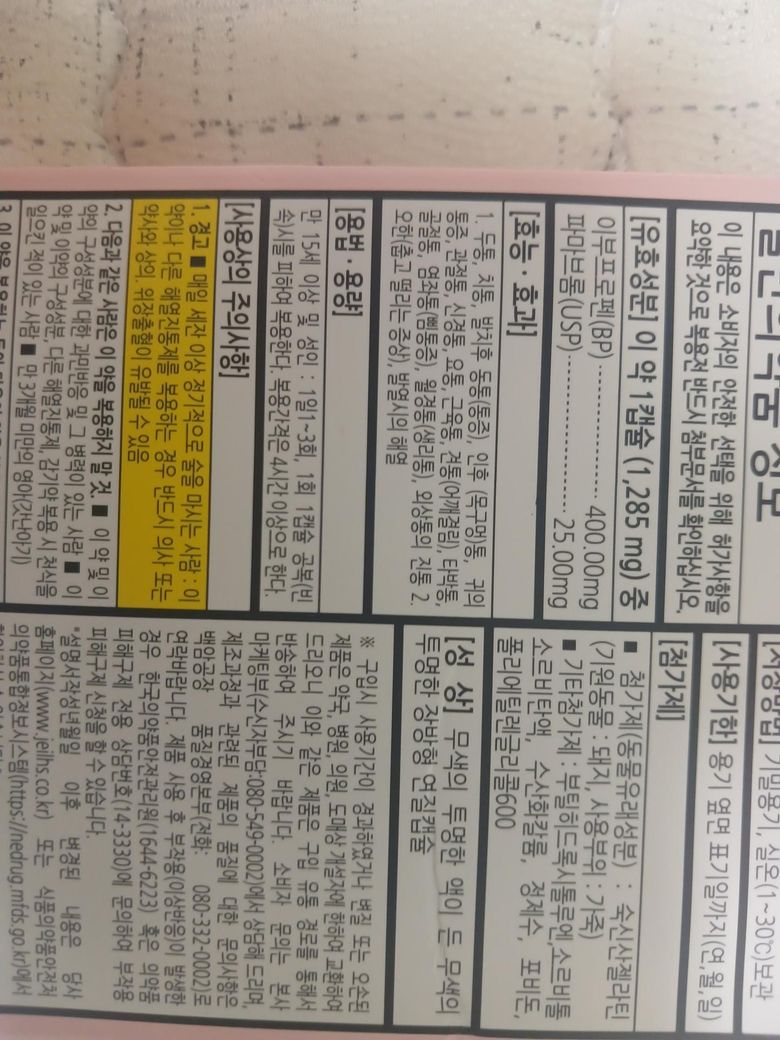 일반의약품 정보
이 내용은 소비자의 안전한 선택을 위해 허가사항을
요약한 것으로 복용전 반드시 첨부문서를 확인하십시오.
[유효성분] 이 약 1캡슐 (1,285 mg) 중
이부프로펜(BP) ---------------- 400.00mg
파마브롬(USP)---------------- 25.00mg
[효능·효과]
1. 두통, 치통, 발치후 동통(통증), 이후 (목구멍)통, 귀의
통증, 관절통, 신경통, 요통, 근육통, 견통(어깨결림), 타박통,
골절통, 염좌통(삠통증), 월경통(생리통), 외상통의 진통 2.
오한(춥고 떨리는 증상), 발열시의 해열
[용법·용량]
만 15세 이상 및 성인 : 1일1~3회, 1회 1캡슐 공복(빈
속)시를 피하여 복용한다. 복용간격은 4시간 이상으로 한다.
[사용상의 주의사항]
1. 경고 ■ 매일 세잔 이상 정기적으로 술을 마시는 사람 : 이
약이나 다른 해열진통제를 복용하는 경우 반드시 의사 또는
약사와 상의. 위장출혈이 유발될 수 있음
2. 다음과 같은 사람은 이 약을 복용하지 말 것. ■ 이 약 및 이
약의 구성성분에 대한 과민반응 및 그 병력이 있는 사람 ■ 이
약 및 이약의 구성성분, 다른 해열진통제, 감기약 복용 시 천식을
일으킨 적이 있는 사람 ■ 만 3개월 미만의 영아(갓난아기)
[저장방법] 기밀용기, 실온(1~30℃)보관
[사용기한] 용기 옆면 표기일까지(연,월,일)
[첨가제]
■ 첨가제(동물유래성분) : 숙신산젤라틴
(기원동물 : 돼지, 사용부위 : 가죽)
■ 기타첨가제 : 부틸히드록시톨루엔,소르비톨
소르비탄액, 수산화칼륨, 정제수, 포비돈,
폴리에틸레글리콜600
[성 상] 무색의 투명한 액이 든 무색의
투명한 장방형 연질캡슐
※ 구입시 사용기간이 경과하였거나 변질 또는 오손된
제품은 약국, 병원, 의원, 도매상 개설자에 한하여 교환하여
드리오니 이와 같은 제품은 구입 유통 경로를 통해서
반송하여 주시기 바랍니다. 소비자 문의는 본사
마케팅부(수신자부담:080-549-0002)에서 상담해 드리며,
제조과정과 관련된 제품의 품질에 대한 문의사항은
백암공장 품질경영부(전화: 080-332-0002)로
연락바랍니다. 제품 사용 후 부작용(이상반응)이 발생한
경우 한국의약품안전관리원(1644-6223) 혹은 의약품
피해구제 전용 상담번호(14-3330)에 문의하여 부작용
피해구제 신청을 할 수 있습니다.
*설명서작성년월일 이후 변경된 내용은 당사
홈페이지(www.jeilhs.co.kr) 또는 식품의약품안전처
의약품통합정보시스템(https://nedrug.mfds.go.kr)에서